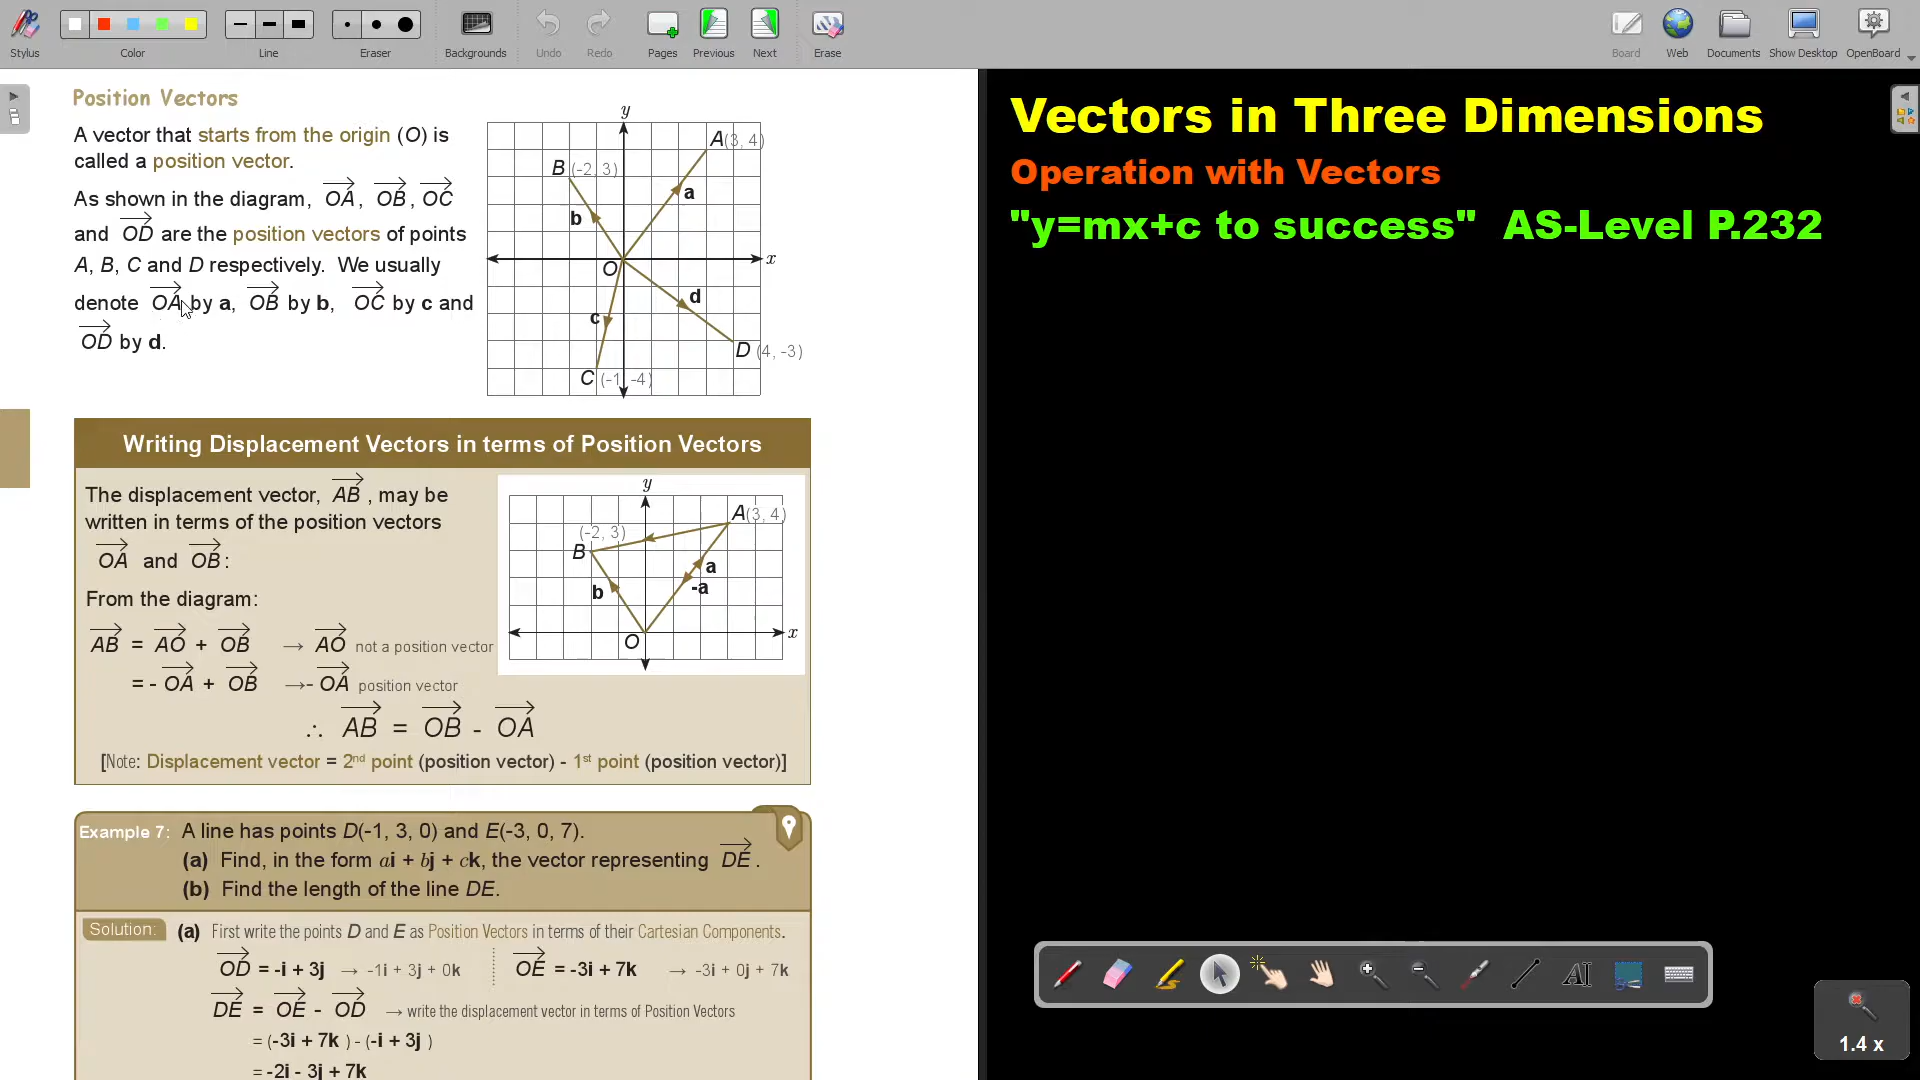 Stylus
Color
Line
Eraser
Backgrounds
Undo
Redo
Pages
Previous
Next
Erase
Board
Web
Documents
Show Desktop
OpenBoard
Position Vectors
A vector that starts from the origin (O) is
called a position vector.
As shown in the diagram, OA, OB, OC
and OD are the position vectors of points
A, B, C and D respectively. We usually
denote OA by a, OB by b, OC by c and
OD by d.
y
A(3, 4)
B (-2, 3)
a
b
O
x
d
c
D (4, -3)
C (-1, -4)
Writing Displacement Vectors in terms of Position Vectors
The displacement vector, AB, may be
written in terms of the position vectors
OA and OB:
From the diagram:
AB = AO + OB → AO not a position vector
= - OA + OB →- OA position vector
∴ AB = OB - OA
[Note: Displacement vector = 2nd point (position vector) - 1st point (position vector)]
y
A(3, 4)
(-2, 3)
B
a
-a
b
O
x
Example 7: A line has points D(-1, 3, 0) and E(-3, 0, 7).
(a) Find, in the form ai + bj + ck, the vector representing DE.
(b) Find the length of the line DE.
Solution: (a) First write the points D and E as Position Vectors in terms of their Cartesian Components.
OD = -i + 3j → -1i + 3j + 0k OE = -3i + 7k → -3i + 0j + 7k
DE = OE - OD → write the displacement vector in terms of Position Vectors
= (-3i + 7k ) - (-i + 3j )
= -2i - 3j + 7k
Vectors in Three Dimensions
Operation with Vectors
"y=mx+c to success" AS-Level P.232
AI
1.4 x